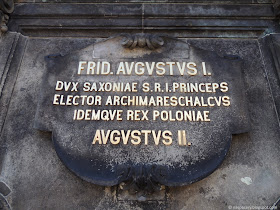 FRID. AVGVSTVS I.
DVX SAXONIAE S.R.I. PRINCEPS
ELECTOR ARCHIMARESCHALCVS
IDEMQVE REX POLONIAE
AVGVSTVS II.